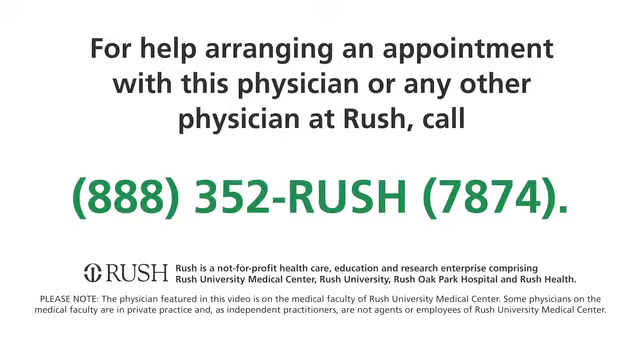 For help arranging an appointment
with this physician or any other
physician at Rush, call
(888) 352-RUSH (7874).
RUSH
Rush is a not-for-profit health care, education and research enterprise comprising
Rush University Medical Center, Rush University, Rush Oak Park Hospital and Rush Health.
PLEASE NOTE: The physician featured in this video is on the medical faculty of Rush University Medical Center. Some physicians on the
medical faculty are in private practice and, as independent practitioners, are not agents or employees of Rush University Medical Center.